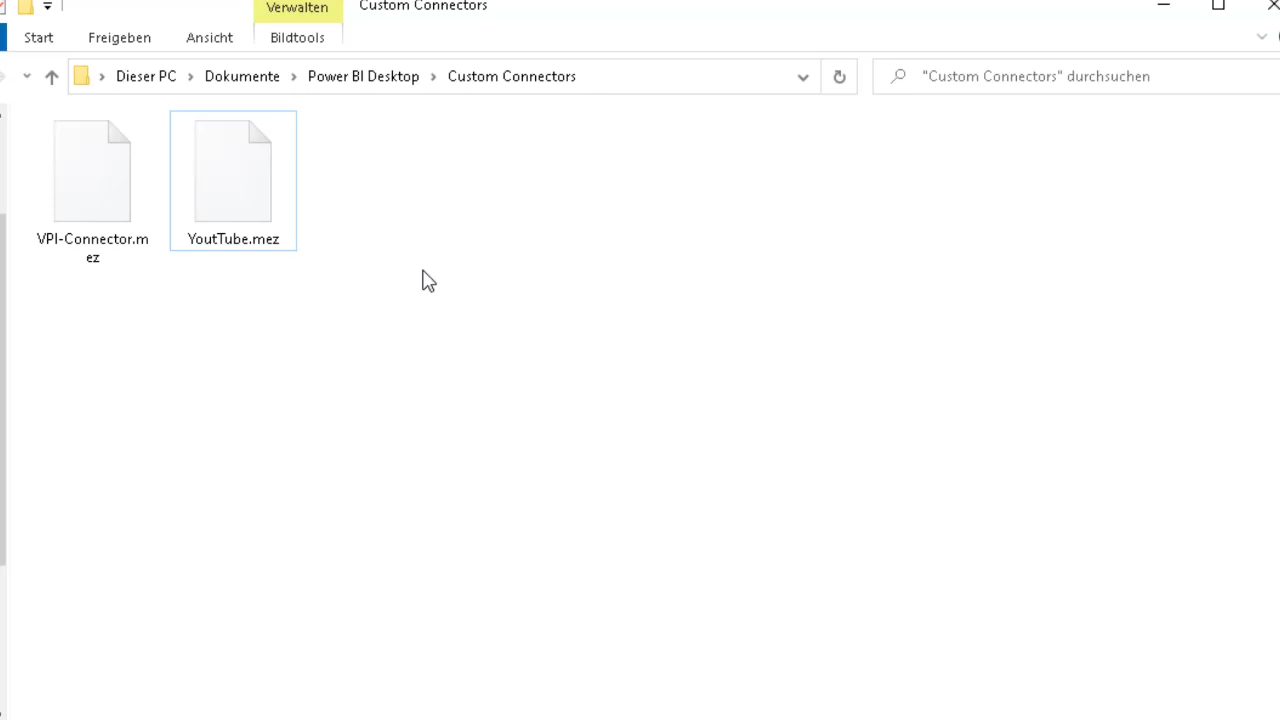 Verwalten
Custom Connectors
Start
Freigeben
Ansicht
Bildtools
Dieser PC
Dokumente
Power BI Desktop
Custom Connectors
"Custom Connectors" durchsuchen
VPI-Connector.m
ez
YoutTube.mez